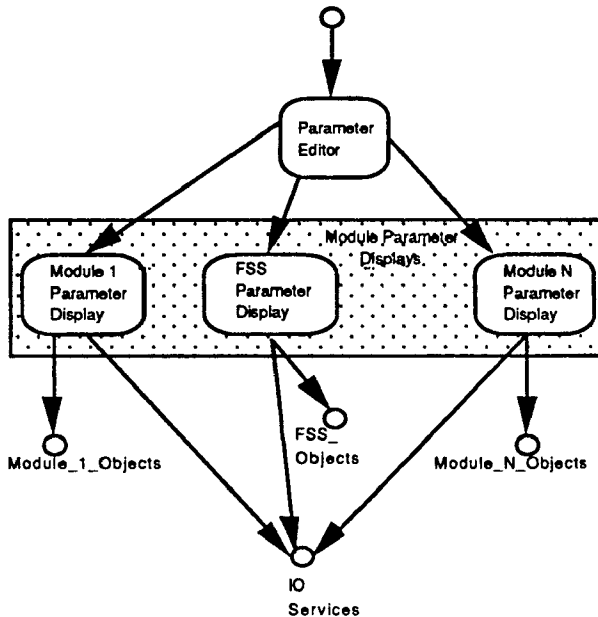 Parameter
Editor
Module Parameter
Displays
Module 1
Parameter
Display
FSS
Parameter
Display
Module N
Parameter
Display
Module_1_Objects
FSS_
Objects
Module_N_Objects
IO
Services